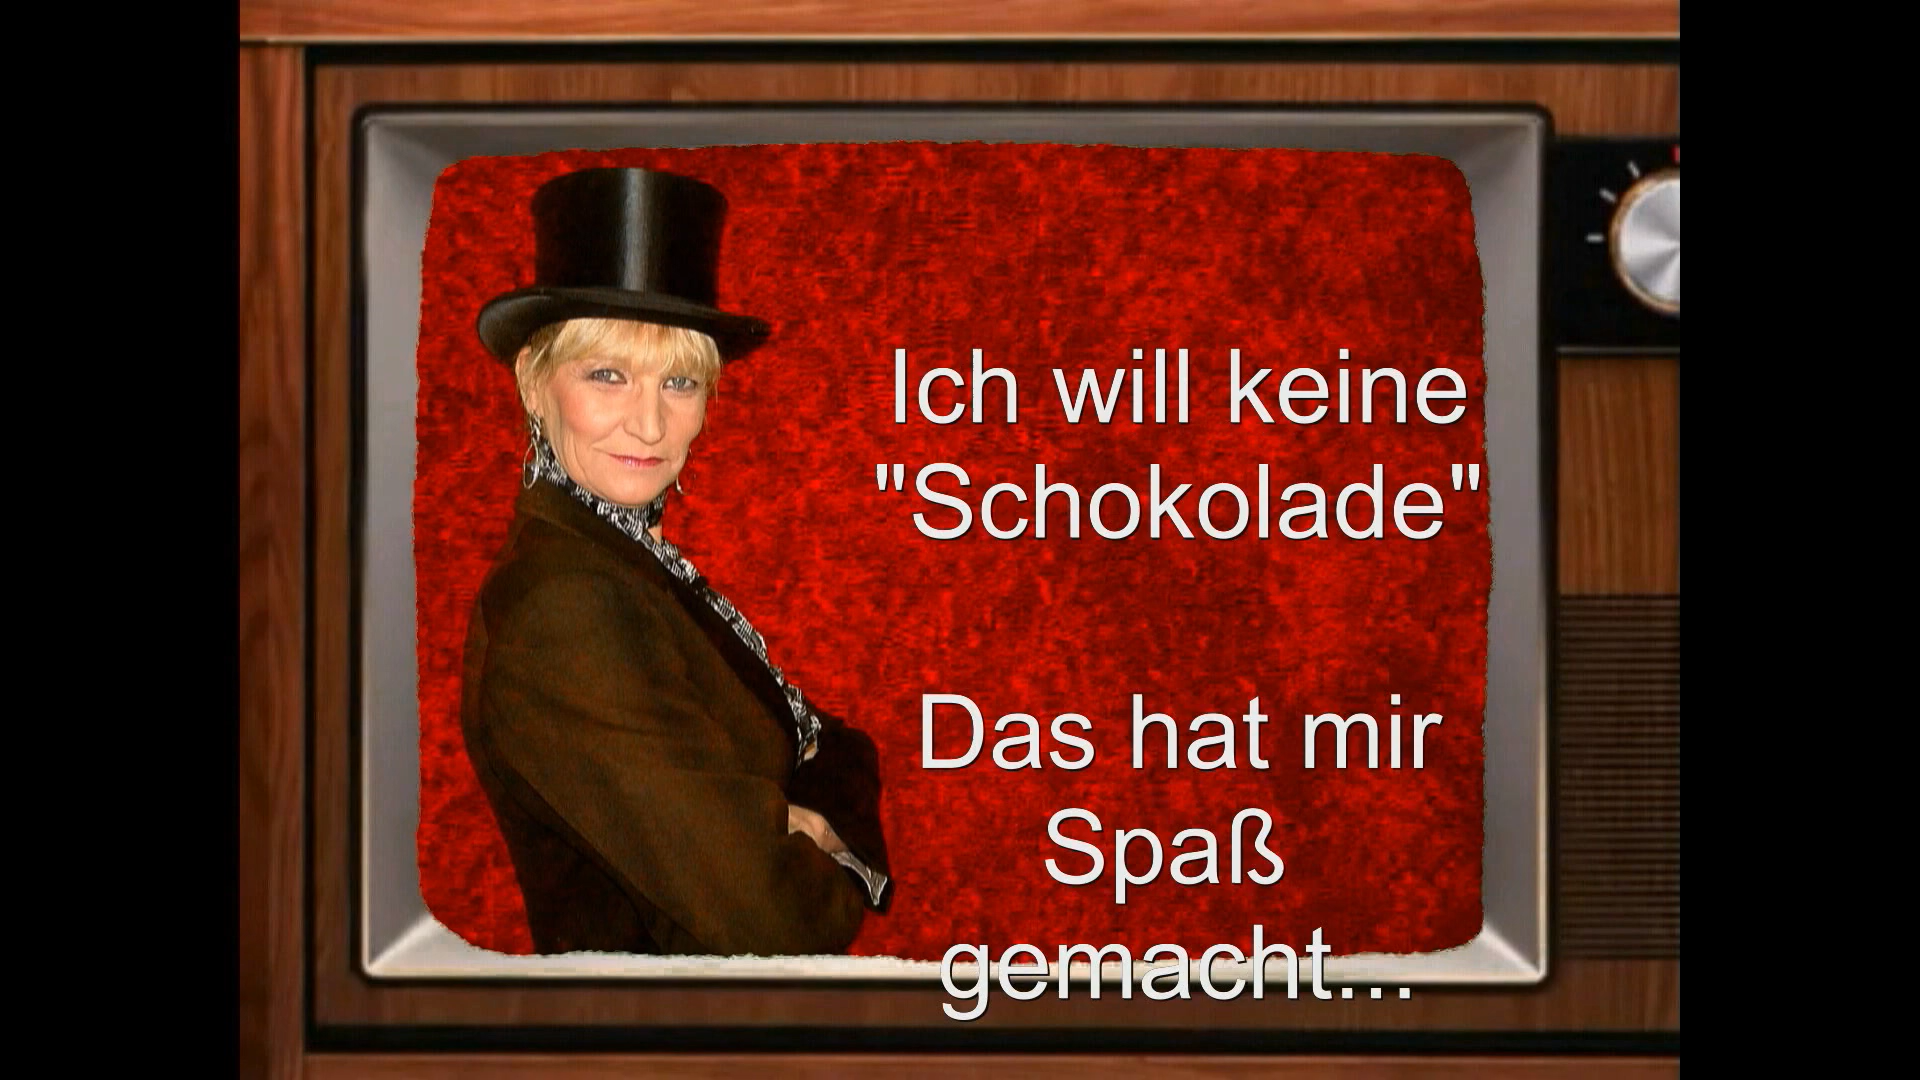 Ich will keine
"Schokolade"
Das hat mir
Spaß
gemacht...